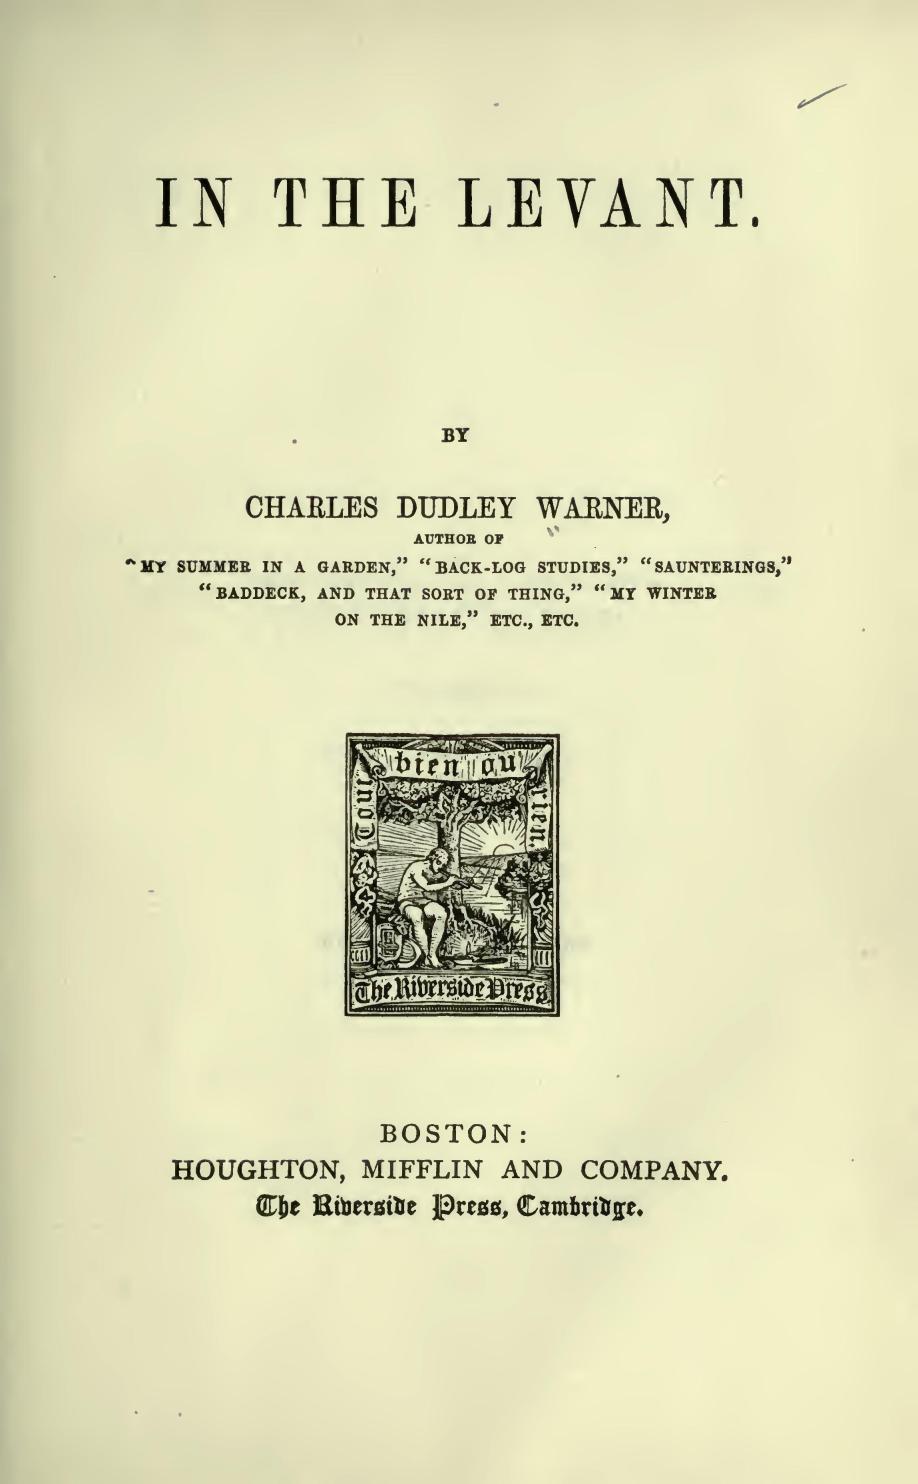 IN THE LEVANT.
BY
CHARLES DUDLEY WARNER,
AUTHOR OF
"MY SUMMER IN A GARDEN," "BACK-LOG STUDIES," "SAUNTERINGS,"
"BADDECK, AND THAT SORT OF THING," "MY WINTER
ON THE NILE," ETC., ETC.
Tout
bien ou
rien.
The Riverside Press
BOSTON:
HOUGHTON, MIFFLIN AND COMPANY.
The Riverside Press, Cambridge.